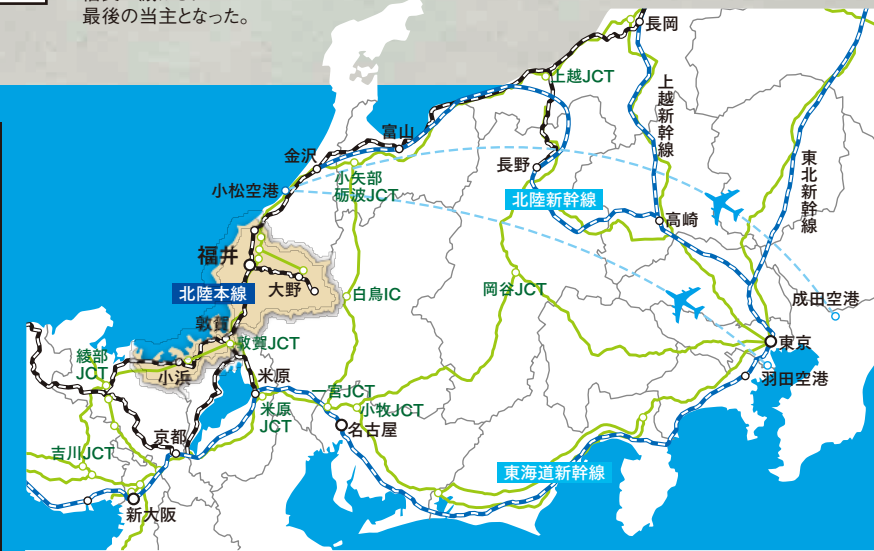 最後の当主となった。
長岡
上越JCT
上越新幹線
富山
金沢
長野
東北新幹線
小松空港
小矢部
砺波JCT
北陸新幹線
高崎
福井
北陸本線
大野
白鳥IC
岡谷JCT
成田空港
敦賀
敦賀JCT
東京
綾部
JCT
小浜
米原
羽田空港
米原
JCT
一宮JCT
小牧JCT
名古屋
京都
吉川JCT
東海道新幹線
新大阪